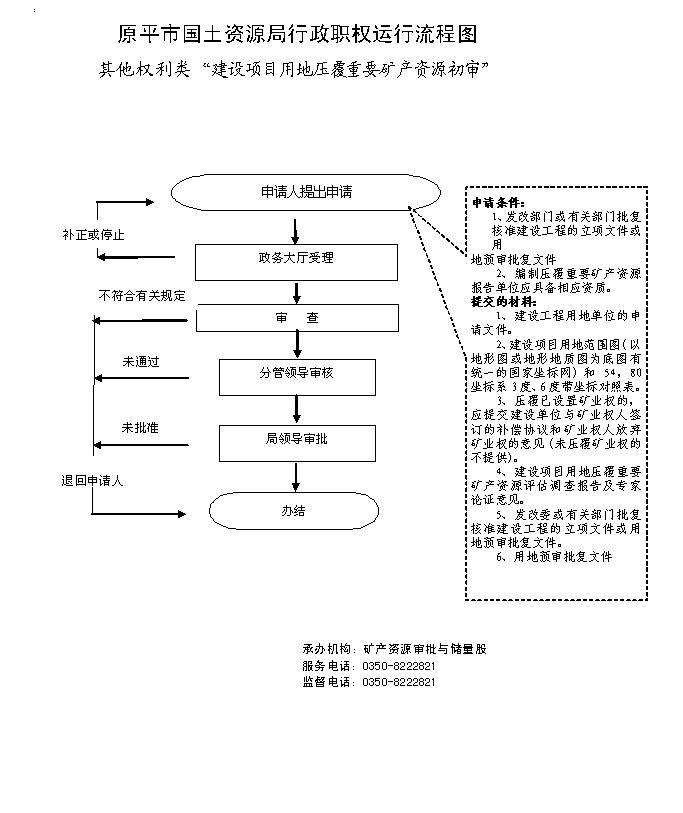 原平市国土资源局行政职权运行流程图
其他权利类“建设项目用地压覆重要矿产资源初审”
申请人提出申请
补正或停止
政务大厅受理
不符合有关规定
审 查
未通过
分管领导审核
未批准
局领导审批
退回申请人
办结
申请条件:
1、发改部门或有关部门批复
核准建设工程的立项文件或
用
地预审批复文件
2、编制压覆重要矿产资源
报告单位应具备相应资质。
提交的材料:
1、建设工程用地单位的申
请文件。
2、建设项目用地范围图(以
地形图或地形地质图为底图有
统一的国家坐标网)和 54，80
坐标系 3度、6度带坐标对照表。
3、压覆已设置矿业权的，
应提交建设单位与矿业权人签
订的补偿协议和矿业权人放弃
矿业权的意见(未压覆矿业权的
不提供)。
4、建设项目用地压覆重要
矿产资源评估调查报告及专家
论证意见。
5、发改委或有关部门批复
核准建设工程的立项文件或用
地预审批复文件。
6、用地预审批复文件
承办机构：矿产资源审批与储量股
服务电话：0350-8222821
监督电话：0350-8222821